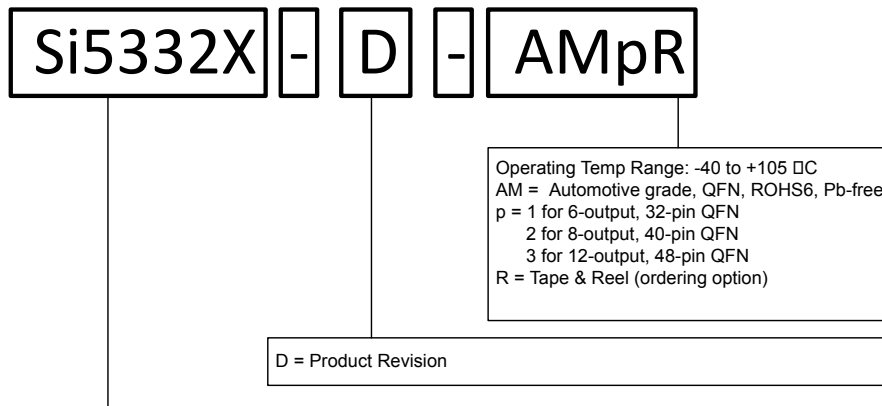 Si5332X - D - AMpR
Operating Temp Range: -40 to +105 □C
AM = Automotive grade, QFN, ROHS6, Pb-free
p = 1 for 6-output, 32-pin QFN
2 for 8-output, 40-pin QFN
3 for 12-output, 48-pin QFN
R = Tape & Reel (ordering option)
D = Product Revision